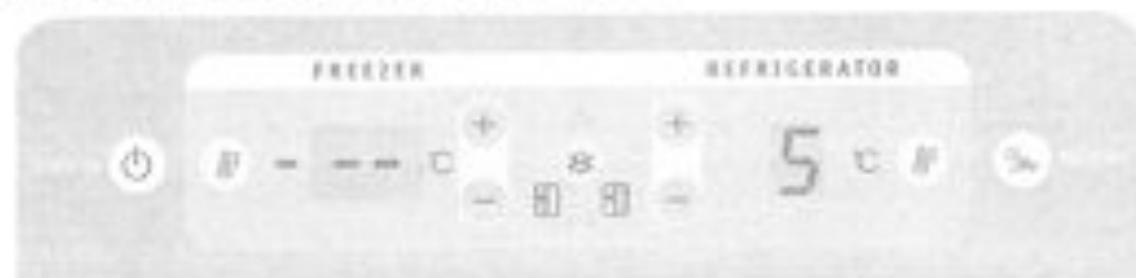 FREEZER REFRIGERATOR
+ +
- -- °C 5 °C
− −